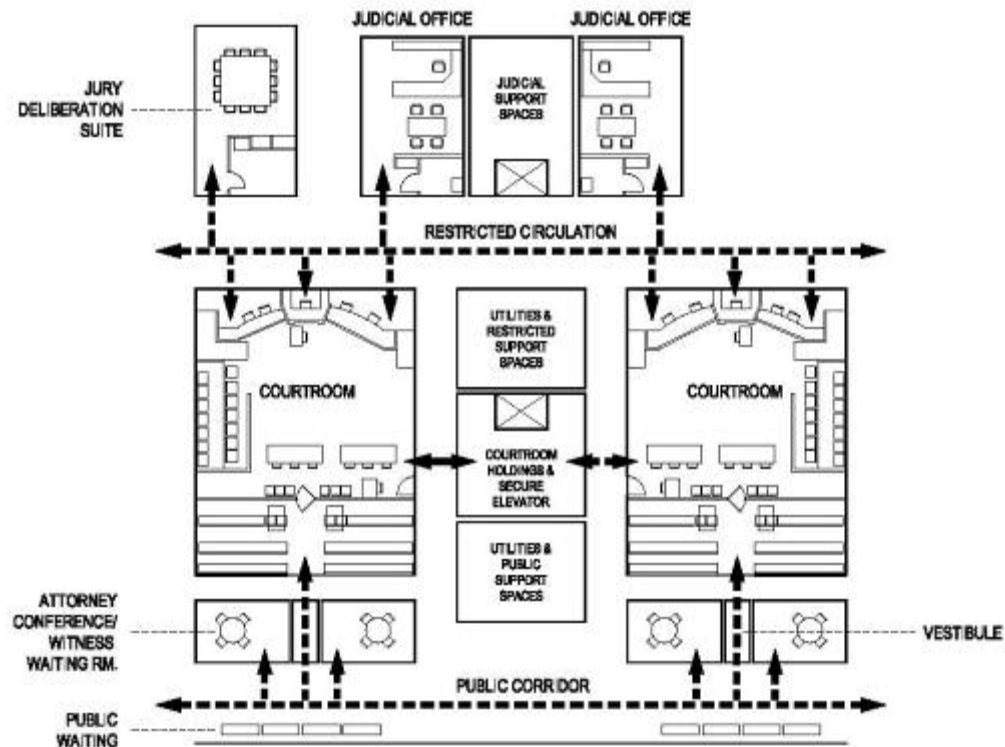 JUDICIAL OFFICE
JUDICIAL OFFICE
JURY
DELIBERATION
SUITE
JUDICIAL
SUPPORT
SPACES
RESTRICTED CIRCULATION
UTILITIES &
RESTRICTED
SUPPORT
SPACES
COURTROOM
COURTROOM
COURTROOM
HOLDINGS &
SECURE
ELEVATOR
UTILITIES &
PUBLIC
SUPPORT
SPACES
ATTORNEY
CONFERENCE/
WITNESS
WAITING RM.
VESTIBULE
PUBLIC CORRIDOR
PUBLIC
WAITING